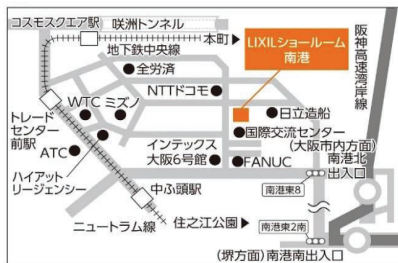 コスモスクエア駅
咲洲トンネル
地下鉄中央線
本町▶
LIXILショールーム
南港
阪神高速湾岸線
全労済
NTTドコモ
WTC
ミズノ
日立造船
トレード
センター
前駅
国際交流センター
(大阪市内方面)
インテックス
大阪6号館
FANUC
南港北
出入口
ATC
ハイアット
リージェンシー
中ふ頭駅
南港東8
ニュートラム線
住之江公園▶
南港東2南
(堺方面)南港南出入口